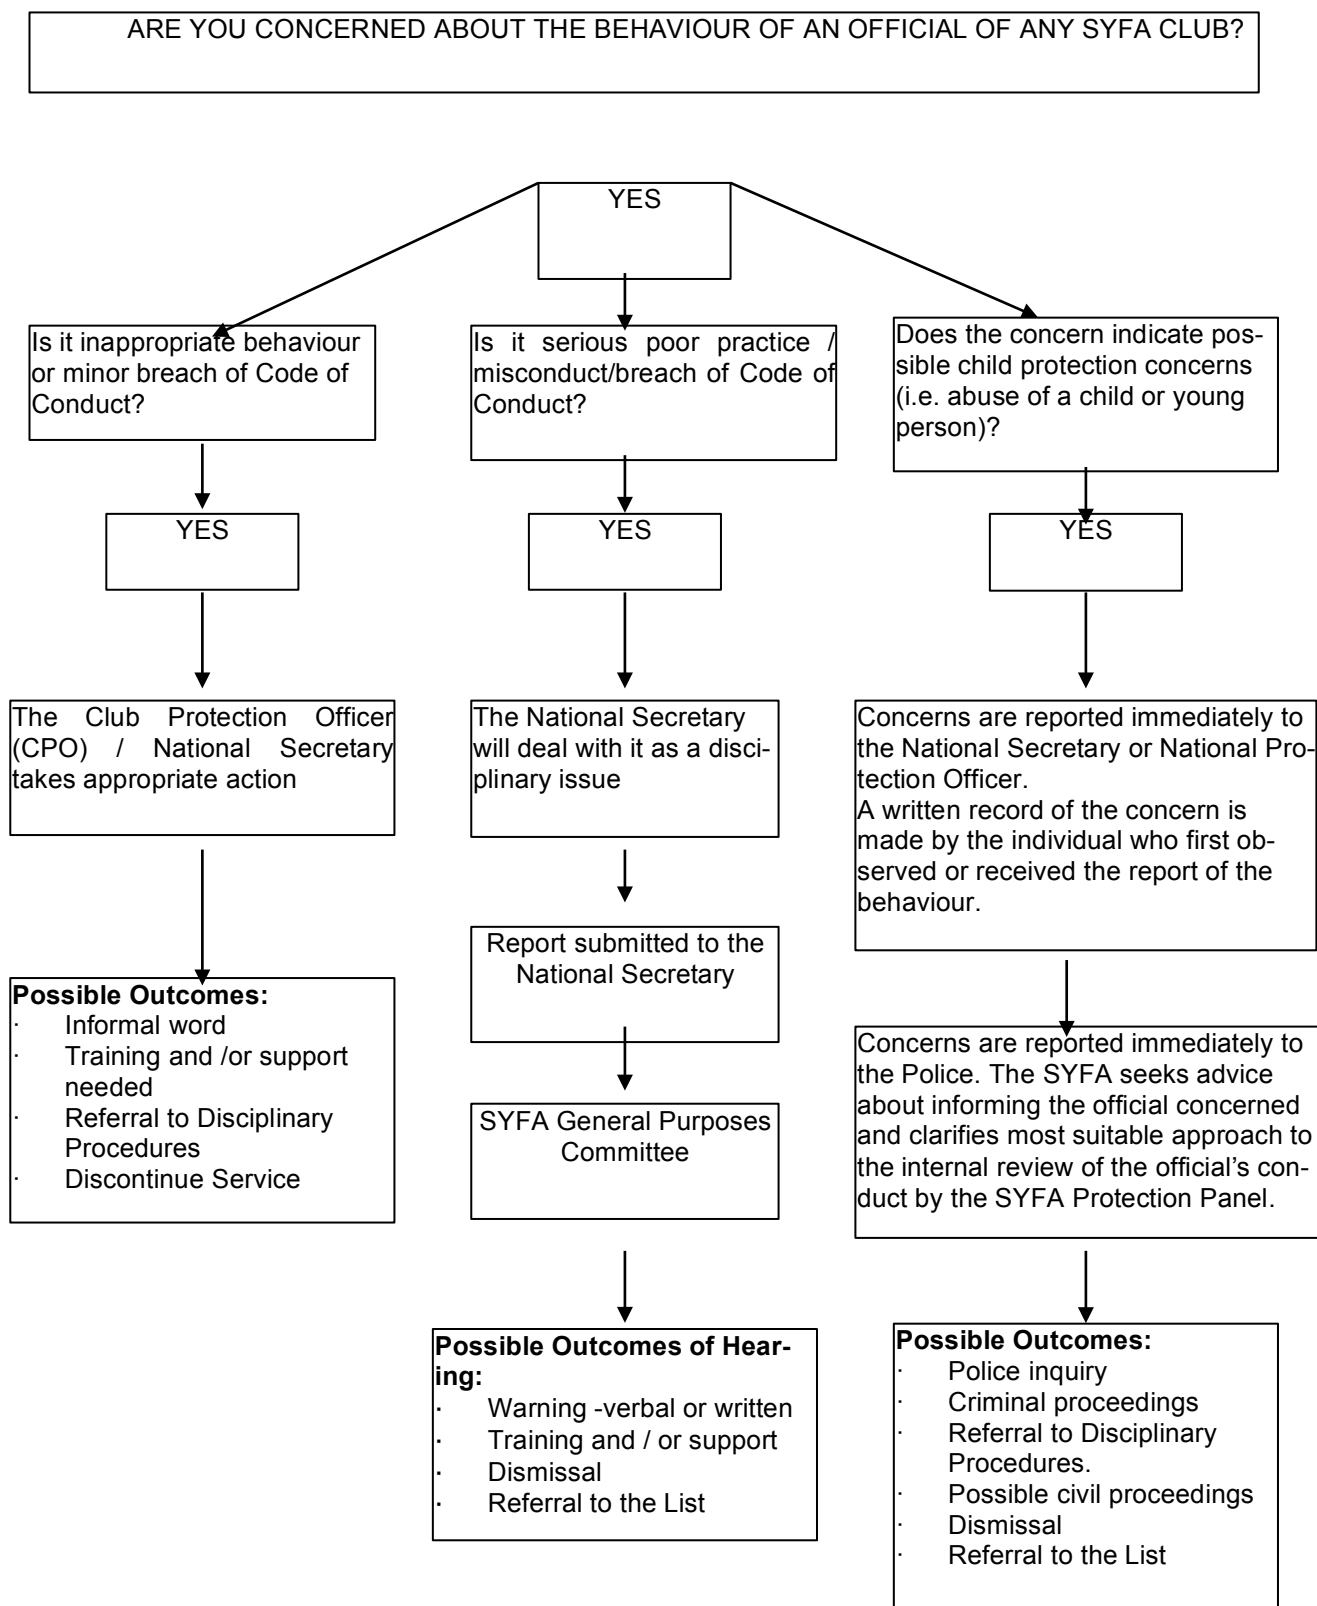 ARE YOU CONCERNED ABOUT THE BEHAVIOUR OF AN OFFICIAL OF ANY SYFA CLUB?
YES
Is it inappropriate behaviour
or minor breach of Code of
Conduct?
Is it serious poor practice /
misconduct/breach of Code of
Conduct?
Does the concern indicate pos-
sible child protection concerns
(i.e. abuse of a child or young
person)?
YES
YES
YES
The Club Protection Officer
(CPO) / National Secretary
takes appropriate action
The National Secretary
will deal with it as a disci-
plinary issue
Concerns are reported immediately to
the National Secretary or National Pro-
tection Officer.
A written record of the concern is
made by the individual who first ob-
served or received the report of the
behaviour.
Report submitted to the
National Secretary
Possible Outcomes:
· Informal word
· Training and /or support
needed
· Referral to Disciplinary
Procedures
· Discontinue Service
SYFA General Purposes
Committee
Concerns are reported immediately to
the Police. The SYFA seeks advice
about informing the official concerned
and clarifies most suitable approach to
the internal review of the official’s con-
duct by the SYFA Protection Panel.
Possible Outcomes of Hear-
ing:
· Warning -verbal or written
· Training and / or support
· Dismissal
· Referral to the List
Possible Outcomes:
· Police inquiry
· Criminal proceedings
· Referral to Disciplinary
Procedures.
· Possible civil proceedings
· Dismissal
· Referral to the List